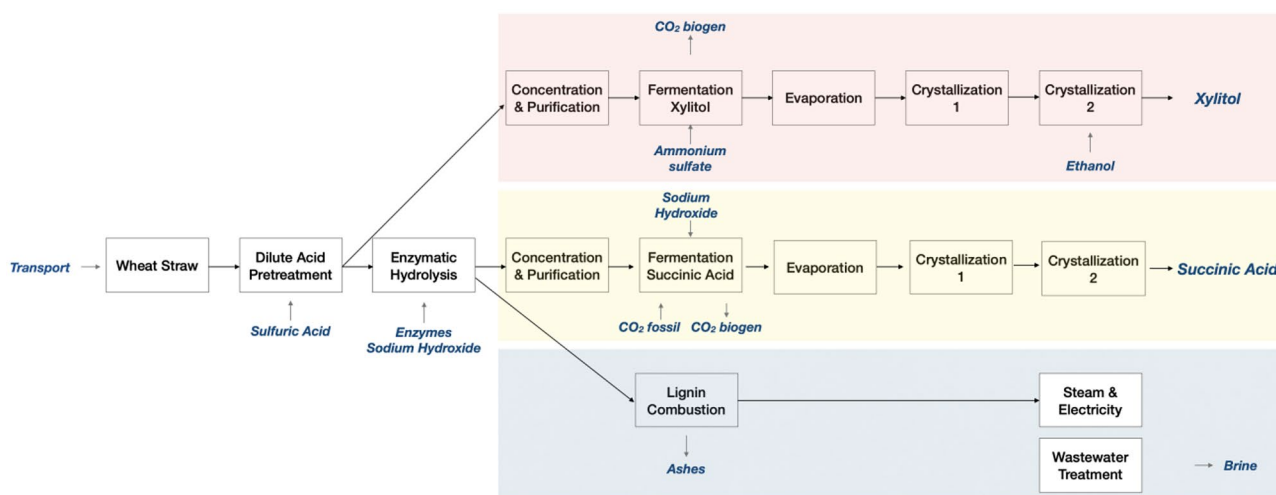 CO₂ biogen
Concentration
& Purification
Fermentation
Xylitol
Evaporation
Crystallization
1
Crystallization
2
Xylitol
Ammonium
sulfate
Ethanol
Sodium
Hydroxide
Transport
Wheat Straw
Dilute Acid
Pretreatment
Enzymatic
Hydrolysis
Concentration
& Purification
Fermentation
Succinic Acid
Evaporation
Crystallization
1
Crystallization
2
Succinic Acid
Sulfuric Acid
Enzymes
Sodium Hydroxide
CO₂ fossil
CO₂ biogen
Lignin
Combustion
Steam &
Electricity
Ashes
Wastewater
Treatment
Brine